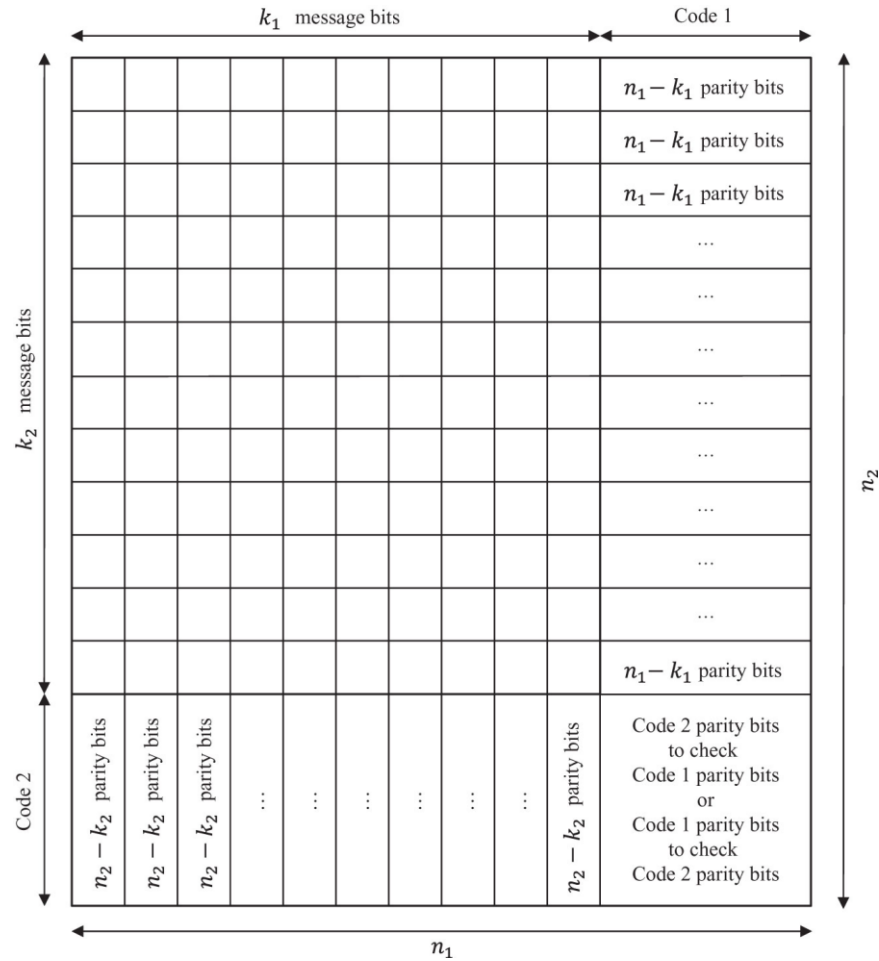 k₁ message bits
Code 1
n₁ − k₁ parity bits
n₁ − k₁ parity bits
n₁ − k₁ parity bits
...
...
...
...
...
...
...
...
n₁ − k₁ parity bits
k₂ message bits
n₂
Code 2
n₂ − k₂ parity bits
n₂ − k₂ parity bits
n₂ − k₂ parity bits
...
...
...
...
...
...
n₂ − k₂ parity bits
Code 2 parity bits
to check
Code 1 parity bits
or
Code 1 parity bits
to check
Code 2 parity bits
n₁